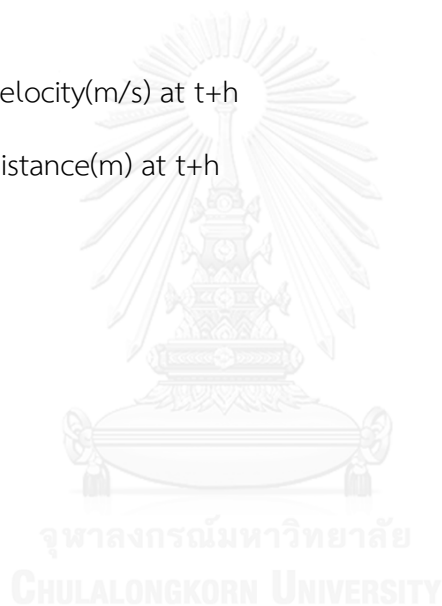 elocity(m/s) at t+h
istance(m) at t+h
จุฬาลงกรณ์มหาวิทยาลัย
CHULALONGKORN UNIVERSITY